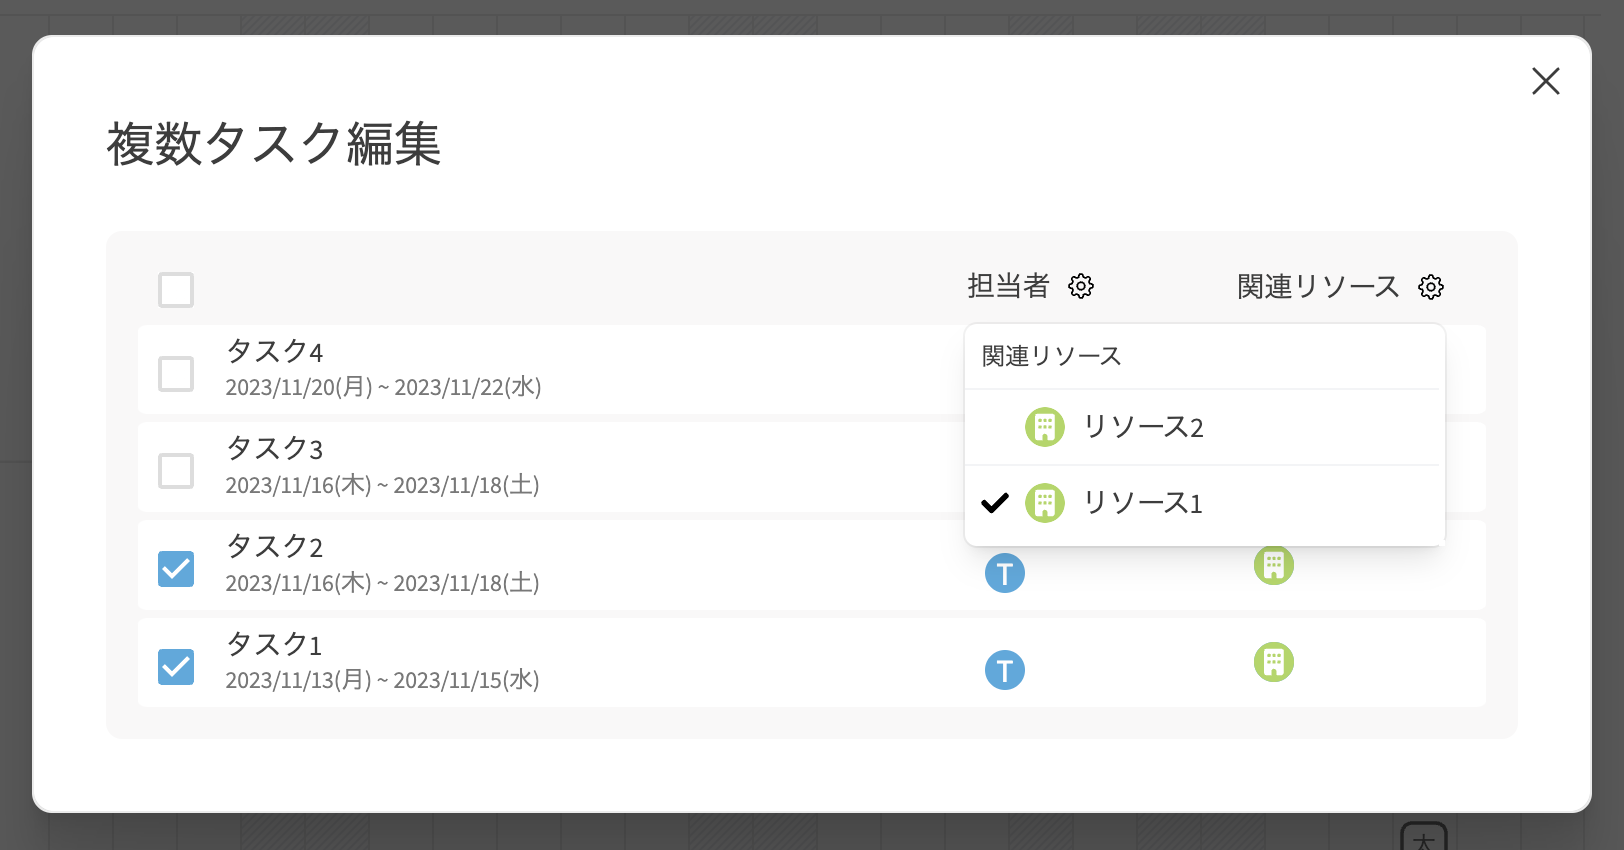 複数タスク編集
担当者
関連リソース
タスク4
2023/11/20(月) ~ 2023/11/22(水)
関連リソース
リソース2
リソース1
タスク3
2023/11/16(木) ~ 2023/11/18(土)
タスク2
2023/11/16(木) ~ 2023/11/18(土)
T
タスク1
2023/11/13(月) ~ 2023/11/15(水)
T